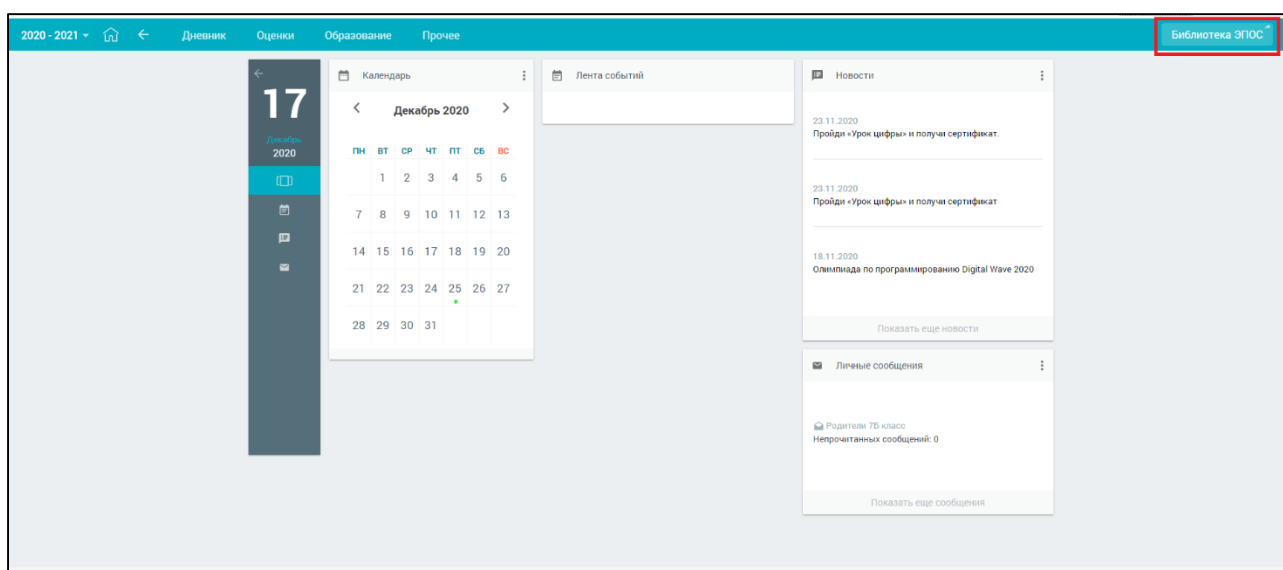 2020 - 2021 Дневник Оценки Образование Прочее Библиотека ЭПОС
17
Декабрь
2020
Календарь
Декабрь 2020
ПН ВТ СР ЧТ ПТ СБ ВС
1 2 3 4 5 6
7 8 9 10 11 12 13
14 15 16 17 18 19 20
21 22 23 24 25 26 27
28 29 30 31
Лента событий
Новости
23.11.2020
Пройди «Урок цифры» и получи сертификат.
23.11.2020
Пройди «Урок цифры» и получи сертификат
18.11.2020
Олимпиада по программированию Digital Wave 2020
Показать еще новости
Личные сообщения
Родители 7Б класс
Непрочитанных сообщений: 0
Показать еще сообщения